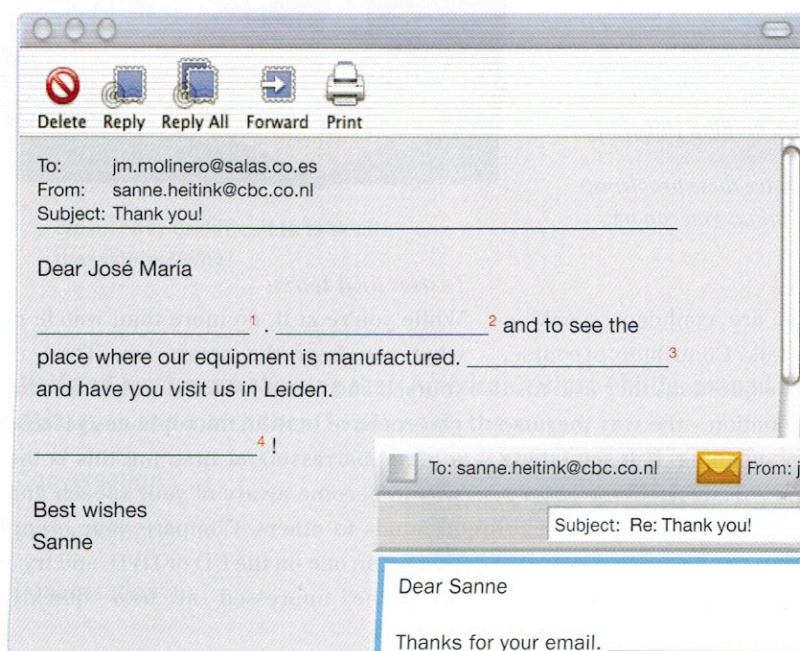 Delete Reply Reply All Forward Print
To: jm.molinero@salas.co.es
From: sanne.heitink@cbc.co.nl
Subject: Thank you!
Dear José María
1 . 2 and to see the
place where our equipment is manufactured. 3
and have you visit us in Leiden.
4 !
Best wishes
Sanne
To: sanne.heitink@cbc.co.nl From: j
Subject: Re: Thank you!
Dear Sanne
Thanks for your email.